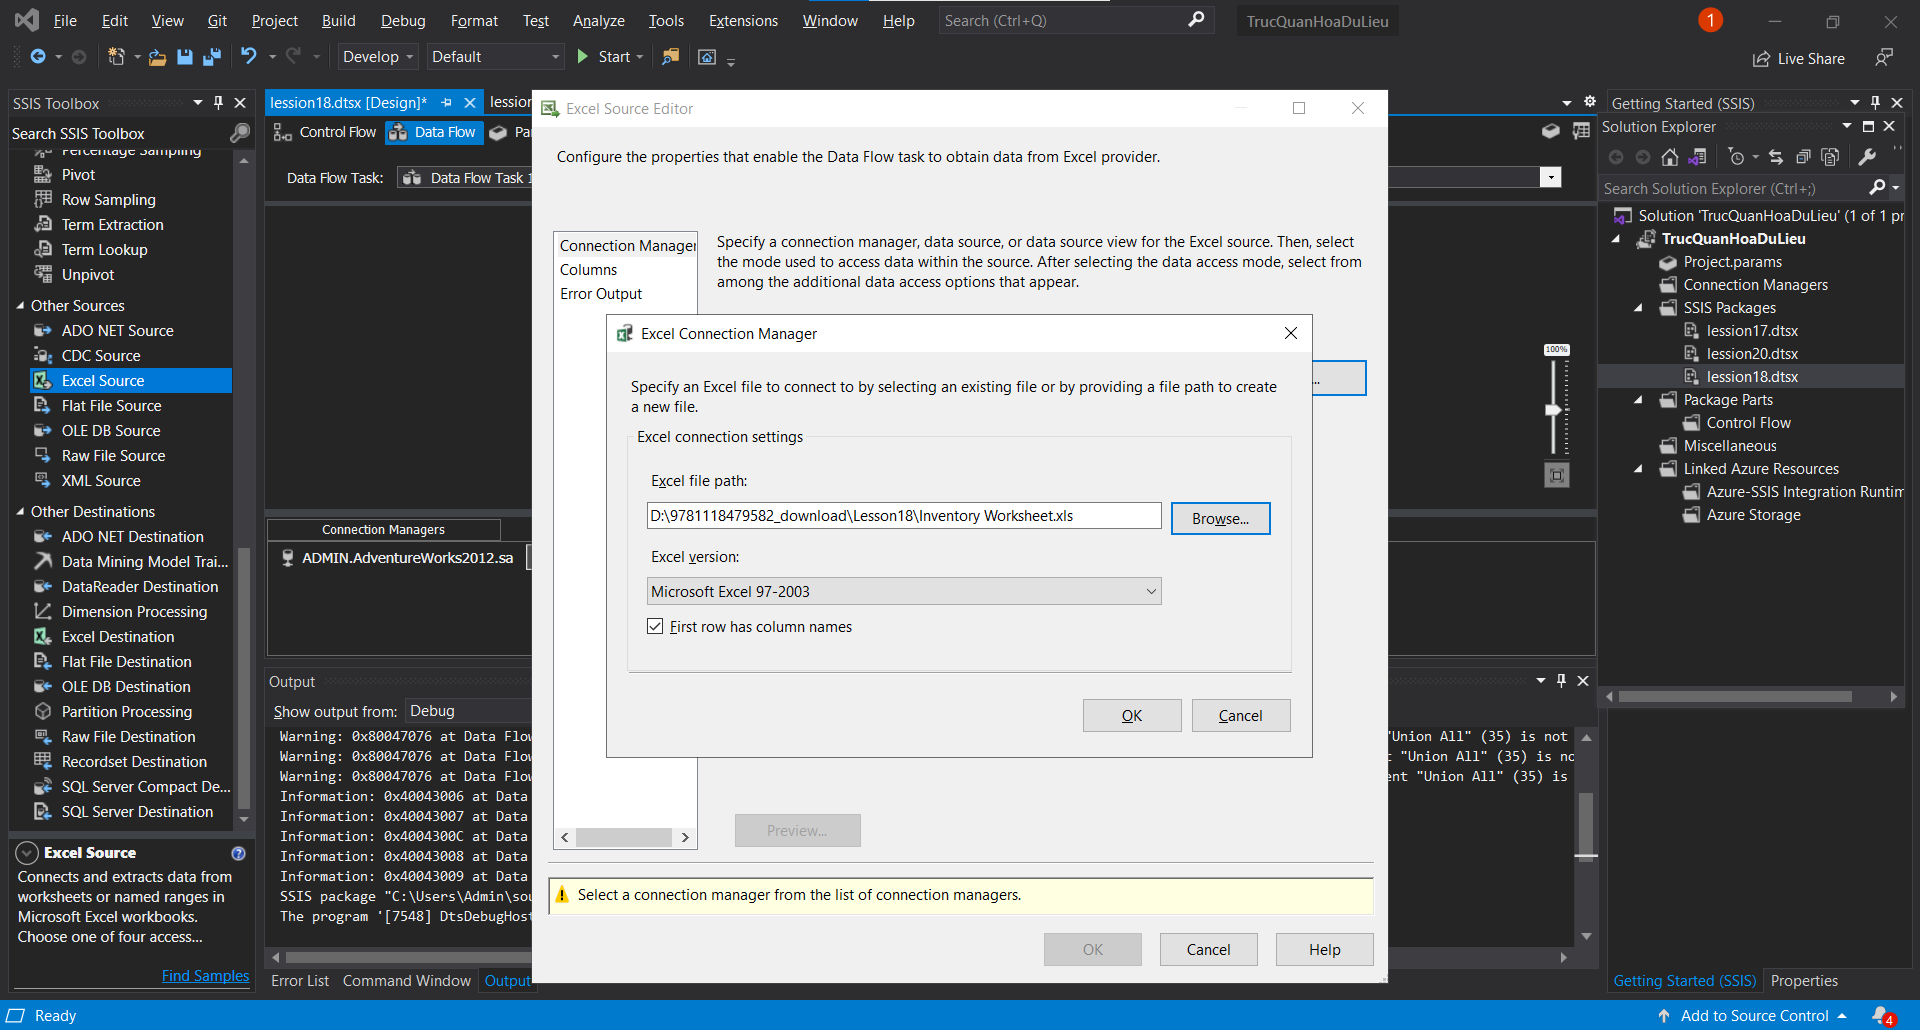 File Edit View Git Project Build Debug Format Test Analyze Tools Extensions Window Help Search (Ctrl+Q) TrucQuanHoaDuLieu 1
Develop Default Start Live Share
SSIS Toolbox
Search SSIS Toolbox
Percentage Sampling
Pivot
Row Sampling
Term Extraction
Term Lookup
Unpivot
Other Sources
ADO NET Source
CDC Source
Excel Source
Flat File Source
OLE DB Source
Raw File Source
XML Source
Other Destinations
ADO NET Destination
Data Mining Model Trai...
DataReader Destination
Dimension Processing
Excel Destination
Flat File Destination
OLE DB Destination
Partition Processing
Raw File Destination
Recordset Destination
SQL Server Compact De...
SQL Server Destination
Excel Source
Connects and extracts data from
worksheets or named ranges in
Microsoft Excel workbooks.
Choose one of four access...
Find Samples
lession18.dtsx [Design]* lession
Control Flow Data Flow Pa
Data Flow Task: Data Flow Task 1
100%
Connection Managers
ADMIN.AdventureWorks2012.sa
Output
Show output from: Debug
Warning: 0x80047076 at Data Flow
Warning: 0x80047076 at Data Flow
Warning: 0x80047076 at Data Flow
Information: 0x40043006 at Data
Information: 0x40043007 at Data
Information: 0x4004300C at Data
Information: 0x40043008 at Data
Information: 0x40043009 at Data
SSIS package "C:\Users\Admin\sou
The program '[7548] DtsDebugHost
"Union All" (35) is not
t "Union All" (35) is no
ent "Union All" (35) is
Error List Command Window Output
Excel Source Editor
Configure the properties that enable the Data Flow task to obtain data from Excel provider.
Connection Manager
Columns
Error Output
Specify a connection manager, data source, or data source view for the Excel source. Then, select
the mode used to access data within the source. After selecting the data access mode, select from
among the additional data access options that appear.
...
Excel Connection Manager
Specify an Excel file to connect to by selecting an existing file or by providing a file path to create
a new file.
Excel connection settings
Excel file path:
D:\9781118479582_download\Lesson18\Inventory Worksheet.xls
Browse...
Excel version:
Microsoft Excel 97-2003
First row has column names
OK Cancel
Preview...
Select a connection manager from the list of connection managers.
OK Cancel Help
Getting Started (SSIS)
Solution Explorer
Search Solution Explorer (Ctrl+;)
Solution 'TrucQuanHoaDuLieu' (1 of 1 pr
TrucQuanHoaDuLieu
Project.params
Connection Managers
SSIS Packages
lession17.dtsx
lession20.dtsx
lession18.dtsx
Package Parts
Control Flow
Miscellaneous
Linked Azure Resources
Azure-SSIS Integration Runtim
Azure Storage
Getting Started (SSIS) Properties
Ready
Add to Source Control 4